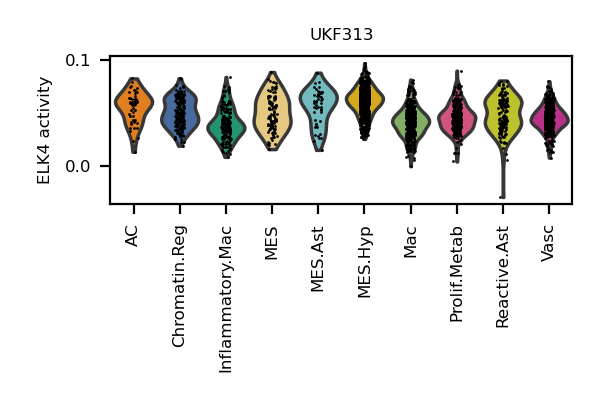 UKF313
ELK4 activity
0.1
0.0
AC
Chromatin.Reg
Inflammatory.Mac
MES
MES.Ast
MES.Hyp
Mac
Prolif.Metab
Reactive.Ast
Vasc